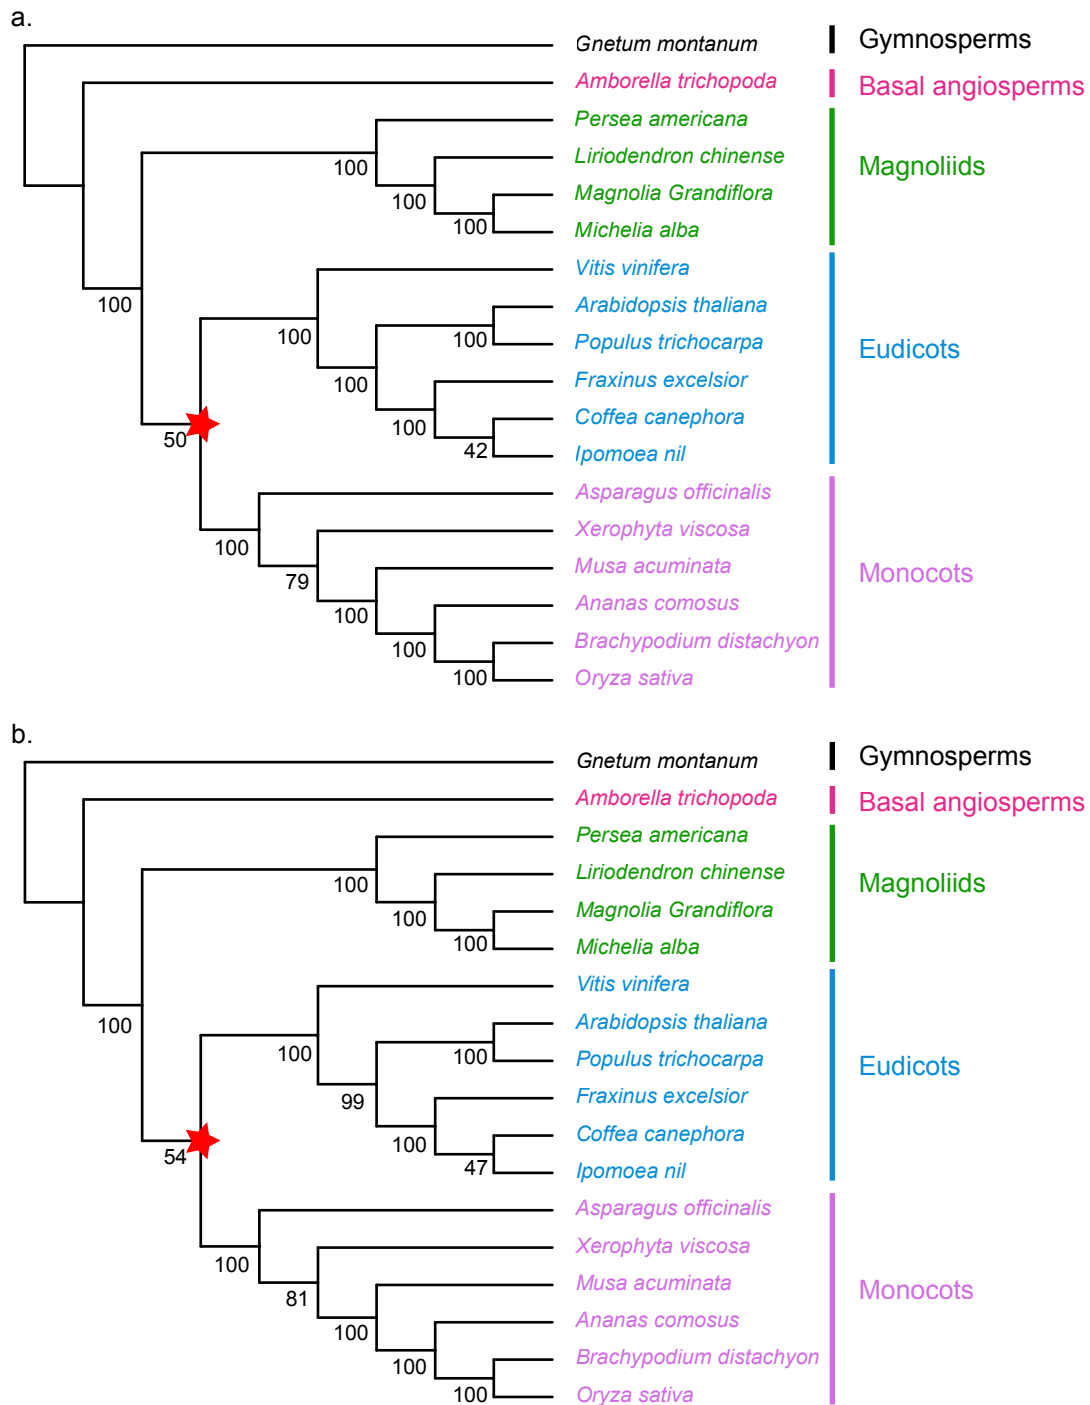 a.
Gnetum montanum
Gymnosperms
Amborella trichopoda
Basal angiosperms
Persea americana
100
Liriodendron chinense
Magnoliids
100
Magnolia Grandiflora
100
Michelia alba
Vitis vinifera
100
Arabidopsis thaliana
100
100
Populus trichocarpa
Eudicots
100
Fraxinus excelsior
100
Coffea canephora
50
42
Ipomoea nil
Asparagus officinalis
100
Xerophyta viscosa
79
Musa acuminata
Monocots
100
Ananas comosus
100
Brachypodium distachyon
100
Oryza sativa
b.
Gnetum montanum
Gymnosperms
Amborella trichopoda
Basal angiosperms
Persea americana
100
Liriodendron chinense
Magnoliids
100
Magnolia Grandiflora
100
Michelia alba
Vitis vinifera
100
Arabidopsis thaliana
100
100
Populus trichocarpa
Eudicots
99
Fraxinus excelsior
100
Coffea canephora
54
47
Ipomoea nil
Asparagus officinalis
100
Xerophyta viscosa
81
Musa acuminata
Monocots
100
Ananas comosus
100
Brachypodium distachyon
100
Oryza sativa